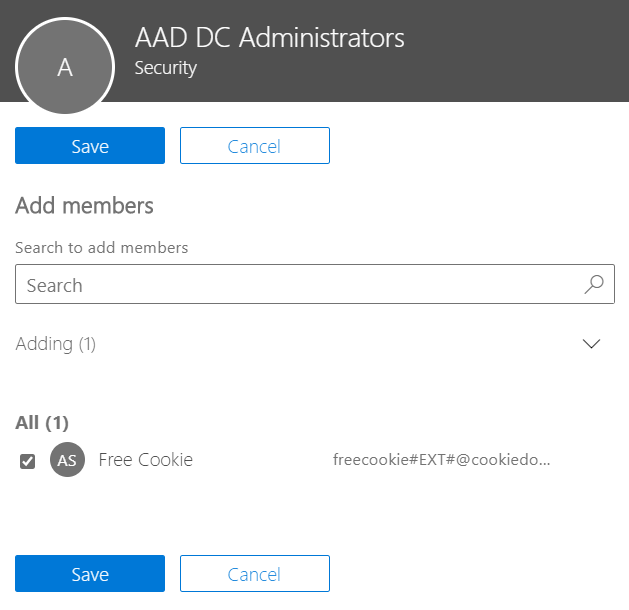 A
AAD DC Administrators
Security
Save
Cancel
Add members
Search to add members
Search
Adding (1)
All (1)
AS
Free Cookie
freecookie#EXT#@cookiedo...
Save
Cancel